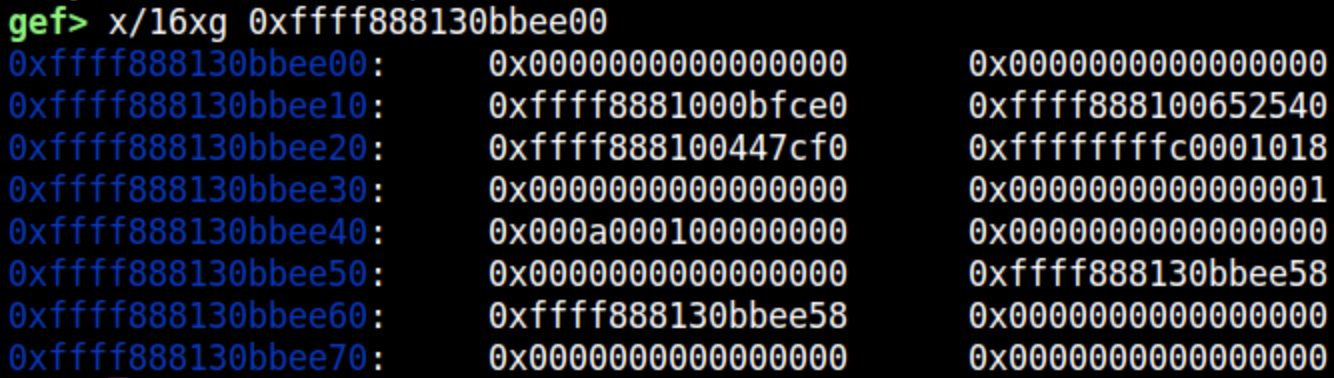 gef> x/16xg 0xffff888130bbee00
0xffff888130bbee00: 0x0000000000000000 0x0000000000000000
0xffff888130bbee10: 0xffff8881000bfce0 0xffff888100652540
0xffff888130bbee20: 0xffff888100447cf0 0xffffffffc0001018
0xffff888130bbee30: 0x0000000000000000 0x0000000000000001
0xffff888130bbee40: 0x000a000100000000 0x0000000000000000
0xffff888130bbee50: 0x0000000000000000 0xffff888130bbee58
0xffff888130bbee60: 0xffff888130bbee58 0x0000000000000000
0xffff888130bbee70: 0x0000000000000000 0x0000000000000000